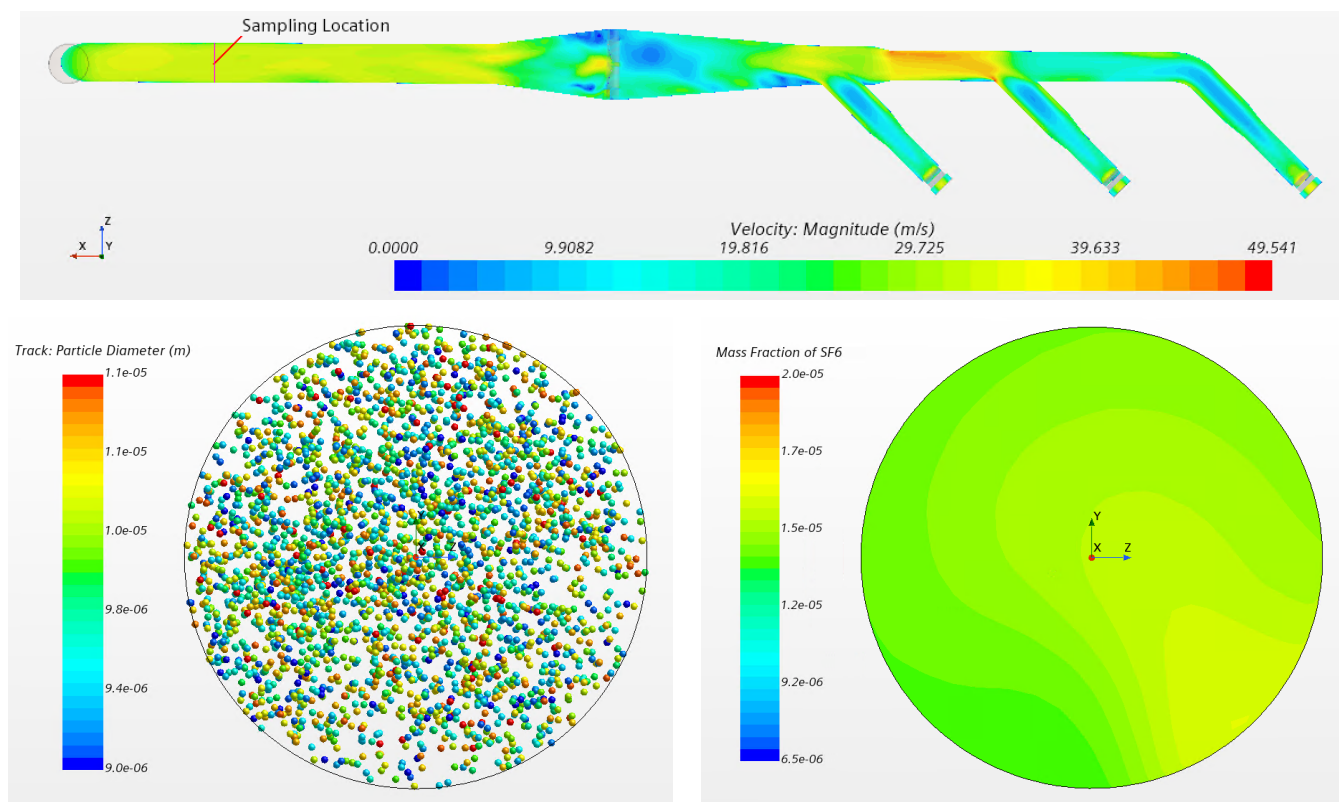 Sampling Location
Z
X
Y
Velocity: Magnitude (m/s)
0.0000
9.9082
19.816
29.725
39.633
49.541
Track: Particle Diameter (m)
1.1e-05
1.1e-05
1.0e-05
9.8e-06
9.4e-06
9.0e-06
Z
Mass Fraction of SF6
2.0e-05
1.7e-05
1.5e-05
1.2e-05
9.2e-06
6.5e-06
Y
X
Z